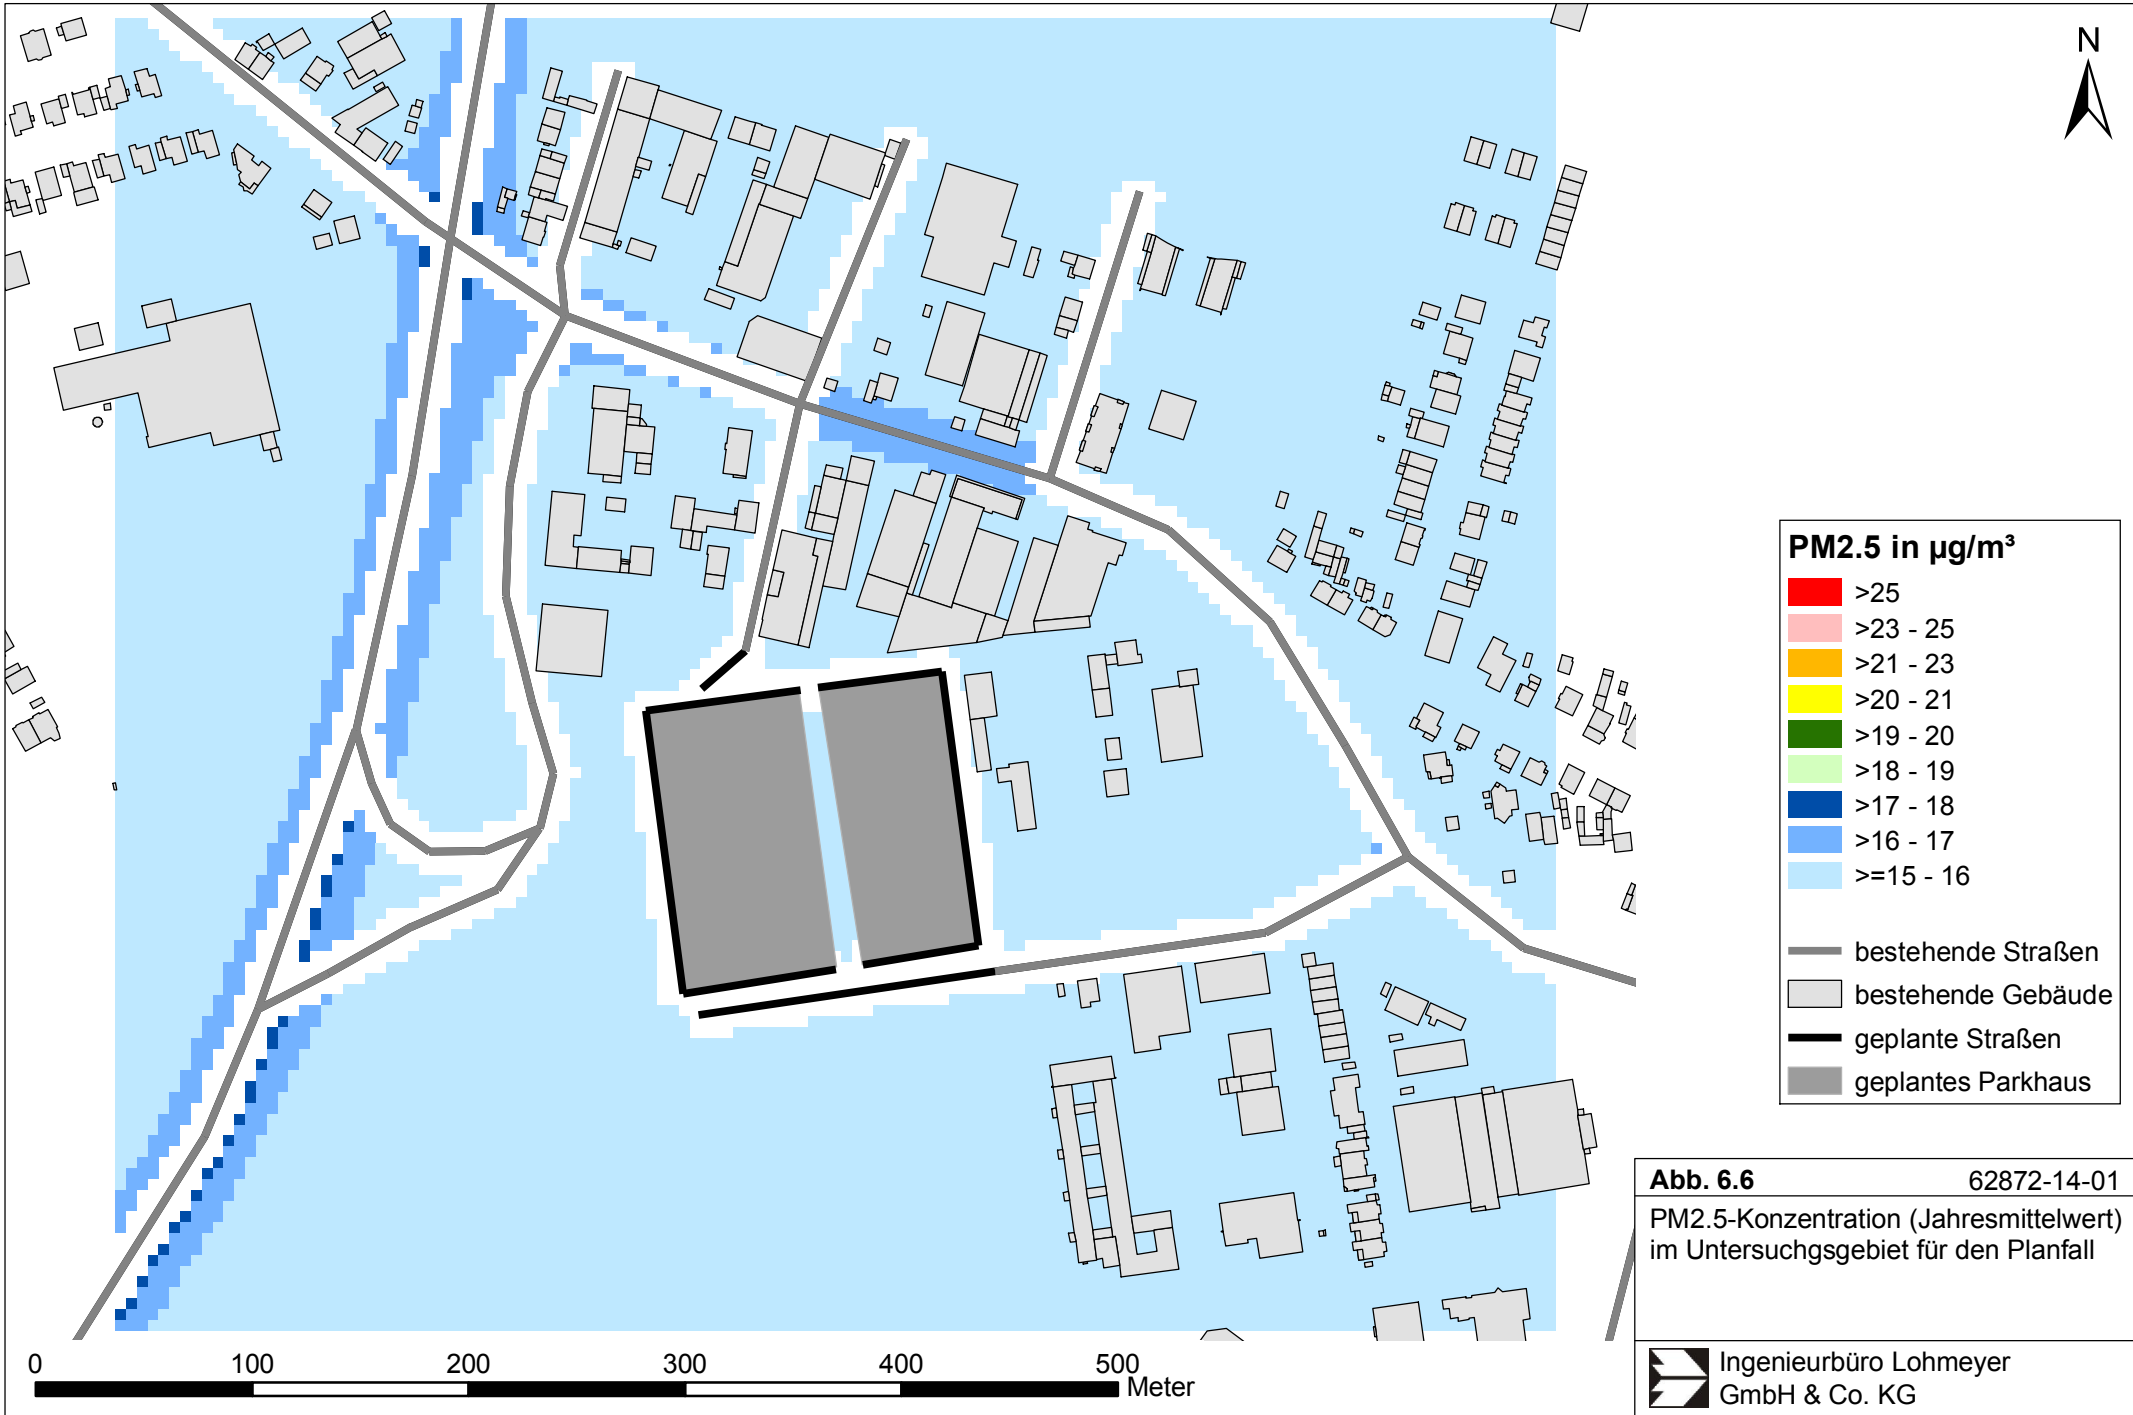 N
PM2.5 in µg/m³
>25
>23 - 25
>21 - 23
>20 - 21
>19 - 20
>18 - 19
>17 - 18
>16 - 17
>=15 - 16
bestehende Straßen
bestehende Gebäude
geplante Straßen
geplantes Parkhaus
Abb. 6.6 62872-14-01
PM2.5-Konzentration (Jahresmittelwert)
im Untersuchgsgebiet für den Planfall
0 100 200 300 400 500
Meter
Ingenieurbüro Lohmeyer
GmbH & Co. KG